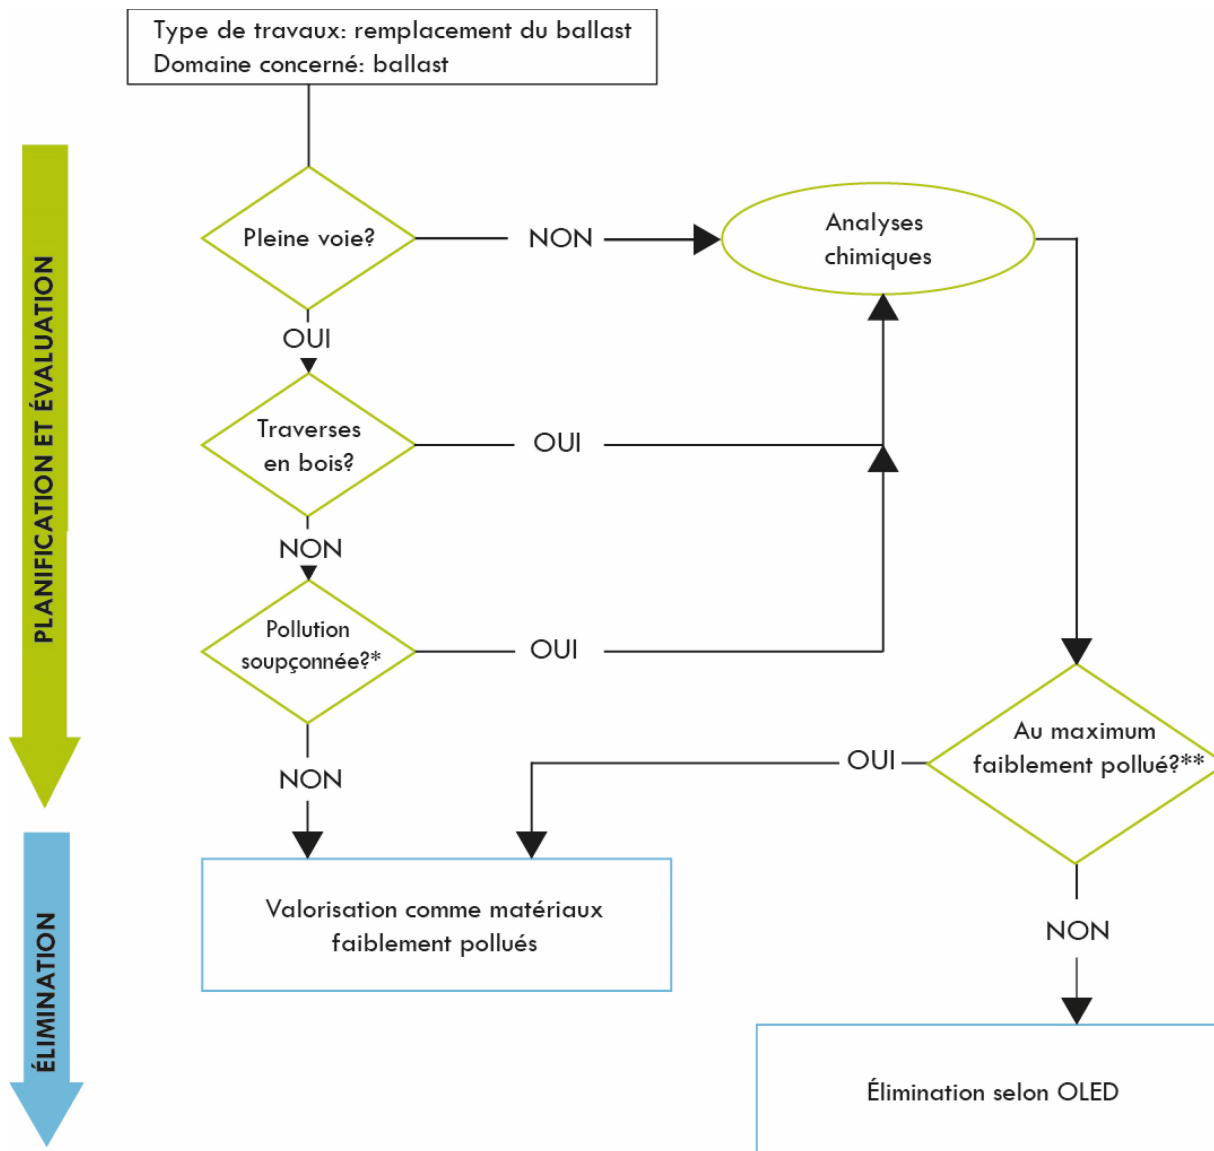 Type de travaux: remplacement du ballast
Domaine concerné: ballast
PLANIFICATION ET ÉVALUATION
Pleine voie?
NON
Analyses
chimiques
OUI
Traverses
en bois?
OUI
NON
Pollution
soupçonnée?*
OUI
NON
Au maximum
faiblement pollué?**
OUI
ÉLIMINATION
Valorisation comme matériaux
faiblement pollués
NON
Élimination selon OLED